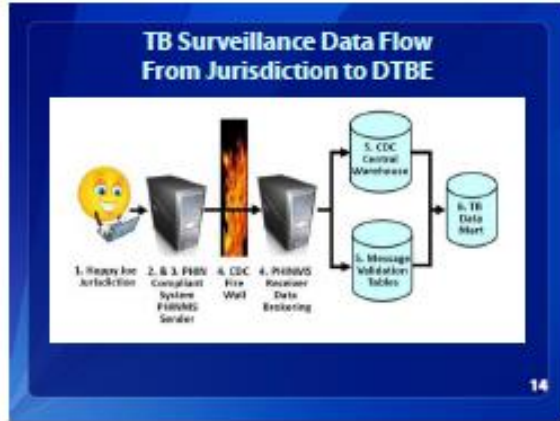 TB Surveillance Data Flow
From Jurisdiction to DTBE
1. Happy Joe
Jurisdiction
2. & 3. PHIN
Compliant
System
PHINMS
Sender
4. CDC
Fire
Wall
4. PHINMS
Receiver
Data
Brokering
5. CDC
Central
Warehouse
5. Message
Validation
Tables
6. TB
Data
Mart
14